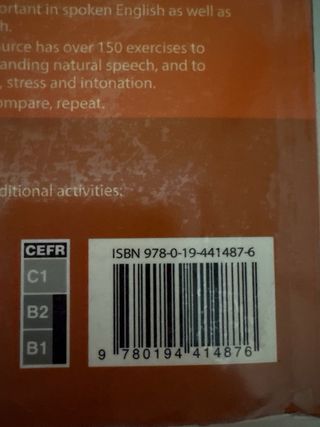 ortant in spoken English as well as
h.
ource has over 150 exercises to
anding natural speech, and to
, stress and intonation.
ompare, repeat.
ditional activities:
CEFR
C1
B2
B1
ISBN 978-0-19-441487-6
9 780194 414876